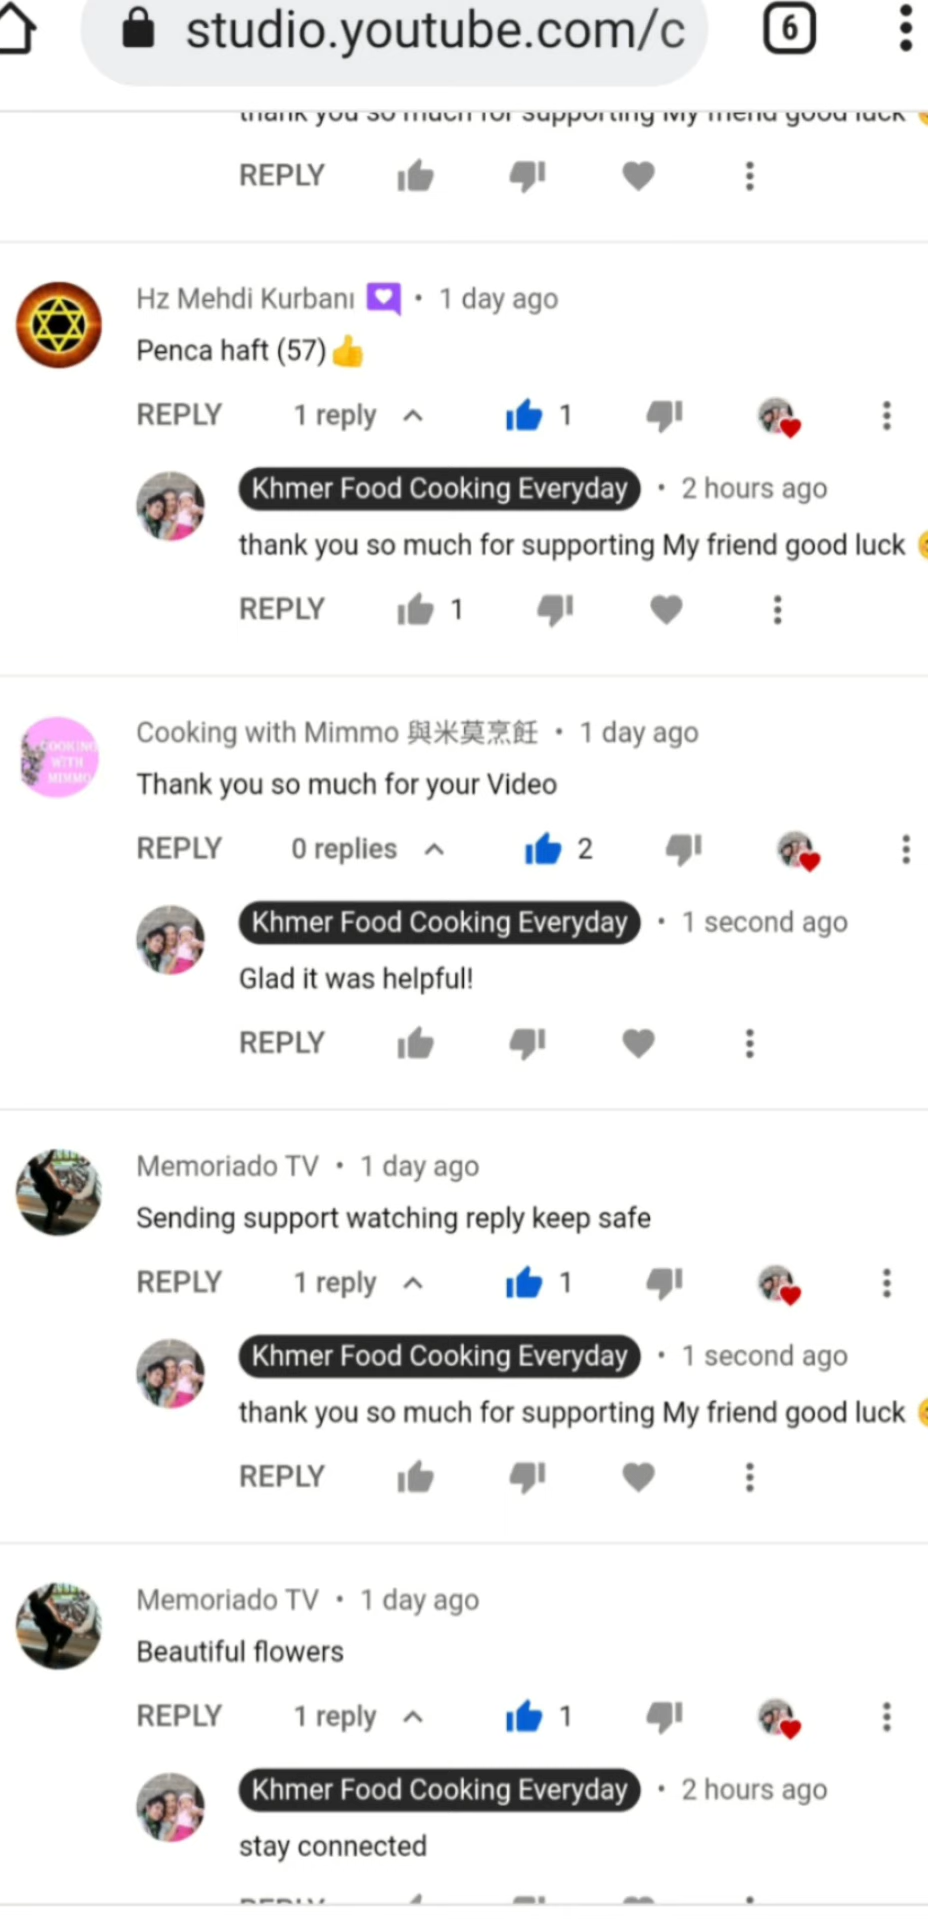 studio.youtube.com/c
6
thank you so much for supporting My friend good luck
REPLY
Hz Mehdi Kurbanı • 1 day ago
Penca haft (57)👍
REPLY 1 reply 1
Khmer Food Cooking Everyday • 2 hours ago
thank you so much for supporting My friend good luck
REPLY 1
COOKING
WITH
MIMMO
Cooking with Mimmo 與米莫烹飪 • 1 day ago
Thank you so much for your Video
REPLY 0 replies 2
Khmer Food Cooking Everyday • 1 second ago
Glad it was helpful!
REPLY
Memoriado TV • 1 day ago
Sending support watching reply keep safe
REPLY 1 reply 1
Khmer Food Cooking Everyday • 1 second ago
thank you so much for supporting My friend good luck
REPLY
Memoriado TV • 1 day ago
Beautiful flowers
REPLY 1 reply 1
Khmer Food Cooking Everyday • 2 hours ago
stay connected
REPLY